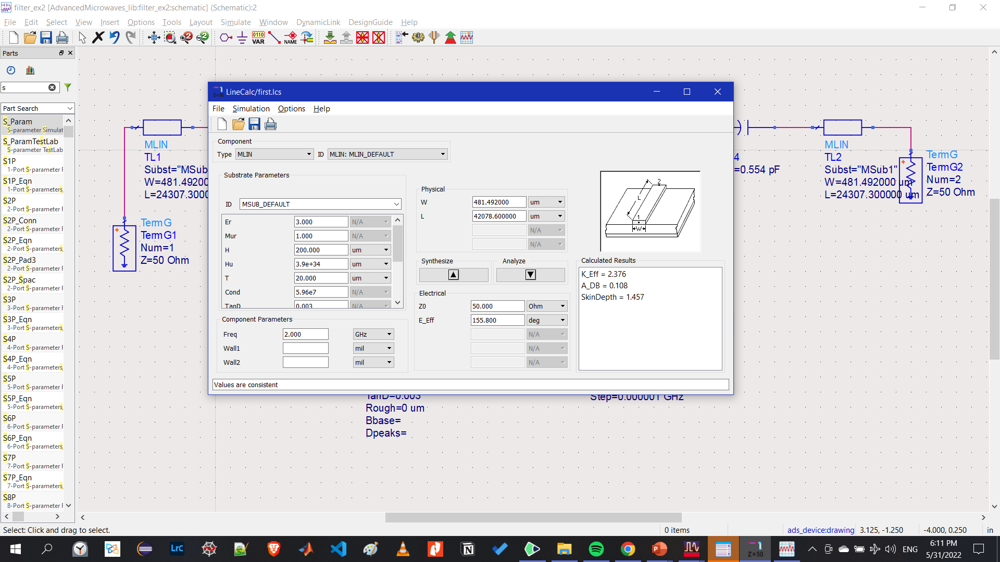 filter_ex2 [AdvancedMicrowaves_lib:filter_ex2:schematic] (Schematic):2
File Edit Select View Insert Options Tools Layout Simulate Window DynamicLink DesignGuide Help
0110
VAR
NAME
Parts
s
Part Search
S_Param
S-parameter Simulat
S_ParamTestLab
S-parameter TestLab
S1P
1-Port S-parameter F
S1P_Eqn
1-Port S-parameters,
S2P
2-Port S-parameter F
S2P_Conn
2-Port S-parameter F
S2P_Eqn
2-Port S-parameters,
S2P_Pad3
2-Port S-parameter F
S2P_Spac
2-Port S-parameter F
S3P
3-Port S-parameter F
S3P_Eqn
3-Port S-parameters,
S4P
4-Port S-parameter F
S4P_Eqn
4-Port S-parameters,
S5P
5-Port S-parameter F
S5P_Eqn
5-Port S-parameters,
S6P
6-Port S-parameter F
S6P_Eqn
6-Port S-parameters,
S7P
7-Port S-parameter F
S7P_Eqn
7-Port S-parameters,
S8P
8-Port S-parameter F
MLIN
TL1
Subst="MSub
W=481.49200
L=24307.3000
TermG
TermG1
Num=1
Z=50 Ohm
LineCalc/first.lcs
File Simulation Options Help
Component
Type MLIN ID MLIN: MLIN_DEFAULT
Substrate Parameters
ID MSUB_DEFAULT
Er 3.000 N/A
Mur 1.000 N/A
H 200.000 um
Hu 3.9e+34 um
T 20.000 um
Cond 5.96e7 N/A
TanD 0.003 N/A
Component Parameters
Freq 2.000 GHz
Wall1 mil
Wall2 mil
Physical
W 481.492000 um
L 42078.600000 um
N/A
N/A
Synthesize
Analyze
Electrical
Z0 50.000 Ohm
E_Eff 155.800 deg
N/A
N/A
N/A
2
L
1
W
Calculated Results
K_Eff = 2.376
A_DB = 0.108
SkinDepth = 1.457
Values are consistent
4
=0.554 pF
MLIN
TL2
Subst="MSub1"
W=481.492000 um
L=24307.300000 um
TermG
TermG2
Num=2
Z=50 Ohm
TanD=0.003
Rough=0 um
Bbase=
Dpeaks=
Step=0.000001 GHz
Select: Click and drag to select.
0 items
ads_device:drawing 3.125, -1.250 -4.000, 0.250 in
LrC
Z=50
ENG
6:11 PM
5/31/2022